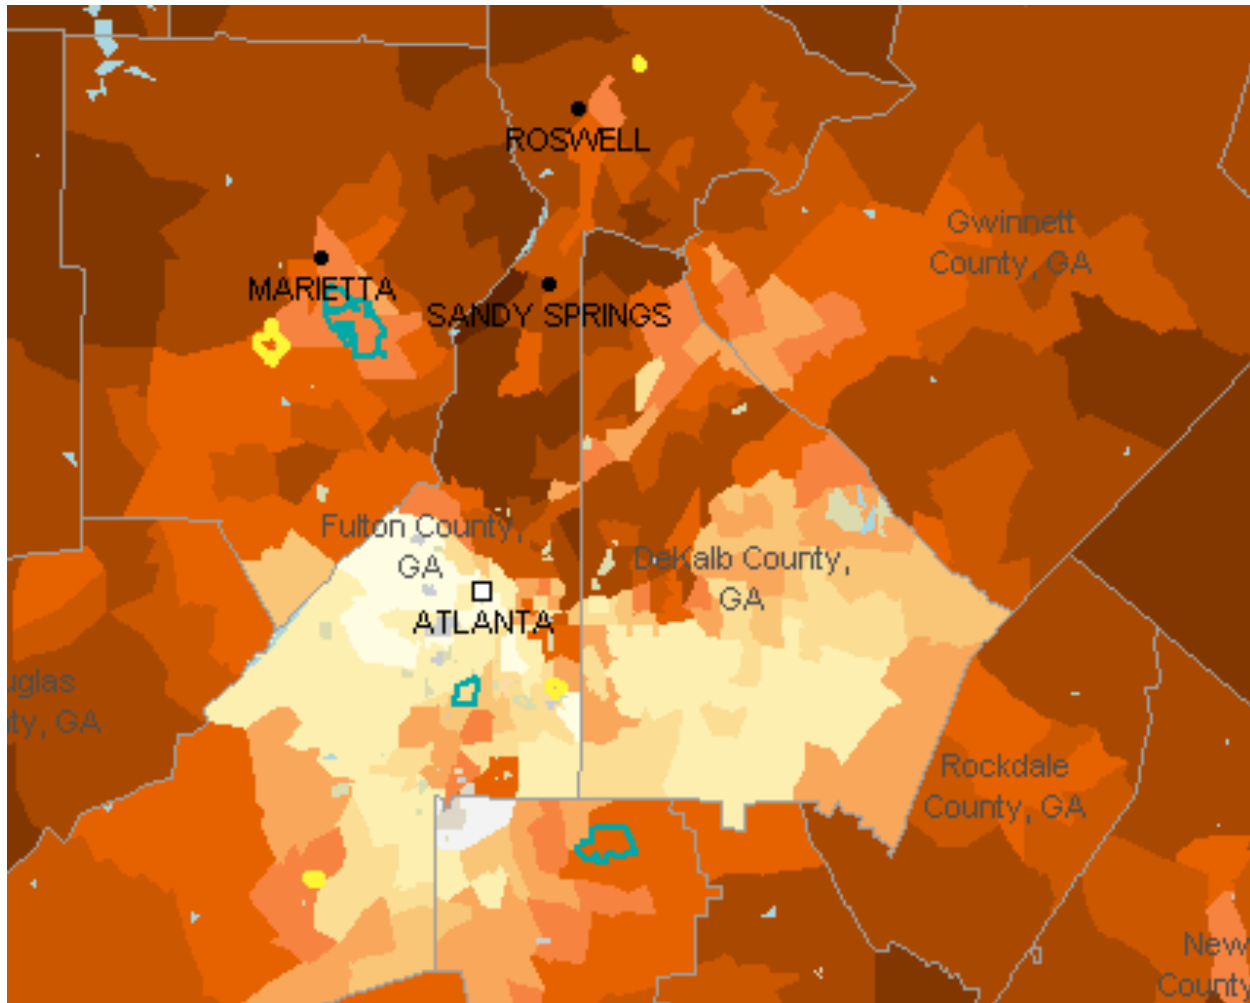 ROSWELL
Gwinnett
County, GA
MARIETTA
SANDY SPRINGS
Fulton County,
GA
DeKalb County,
GA
ATLANTA
uglas
ty, GA
Rockdale
County, GA
New
County